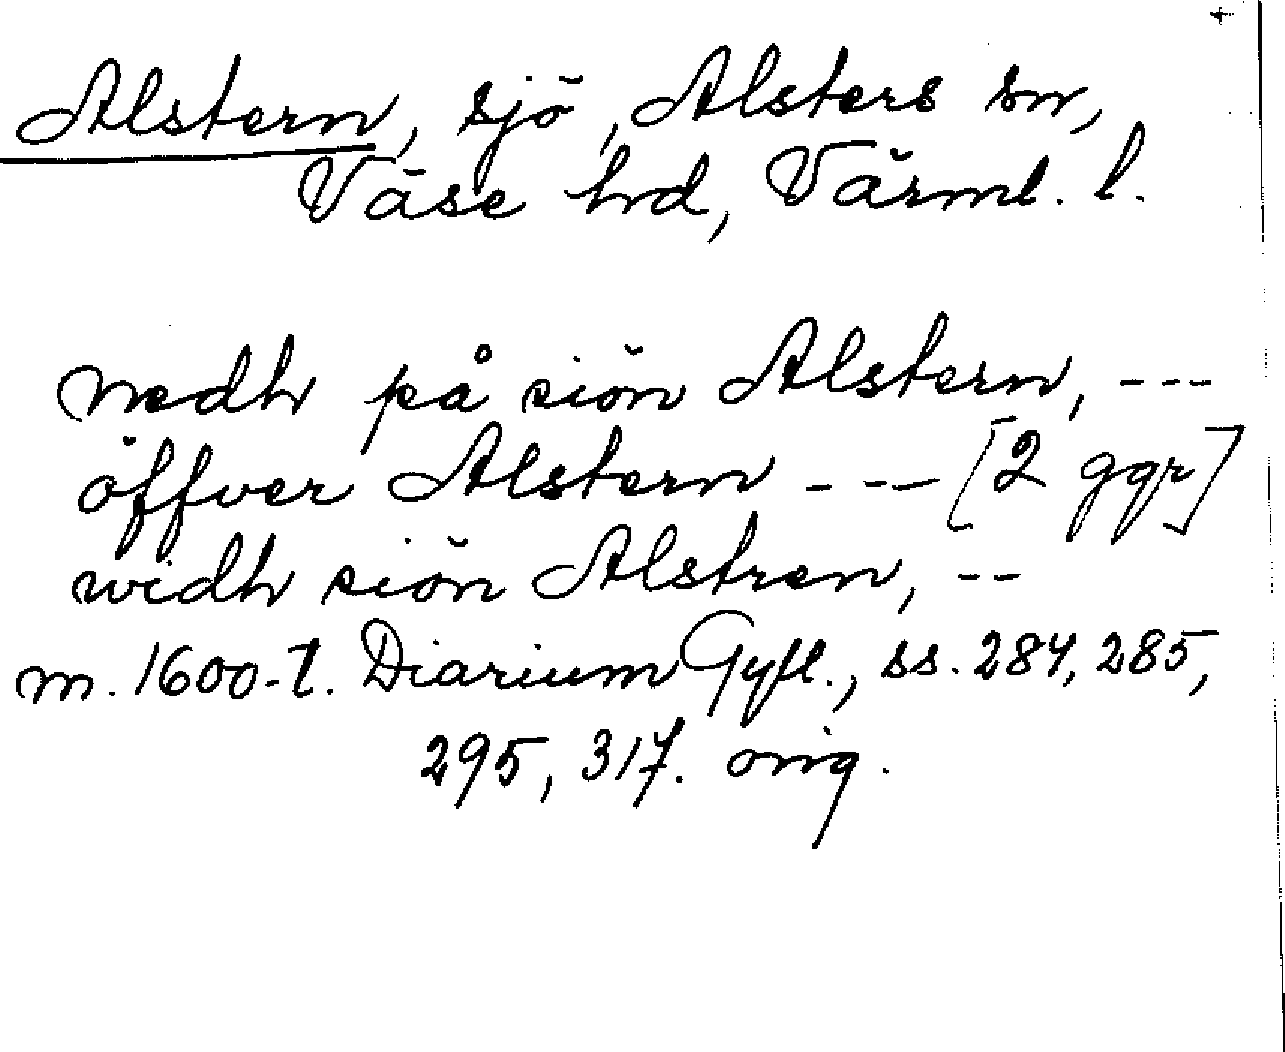 Alstern, sjö, Alsters sn,
Väse hd, Värml. l.
nedh på siön Alstern, ---
öffver Alstern --- [2 ggr]
widh siön Alstren, --
m. 1600-t. Diarium Gyll., ss. 284, 285,
295, 317. orig.